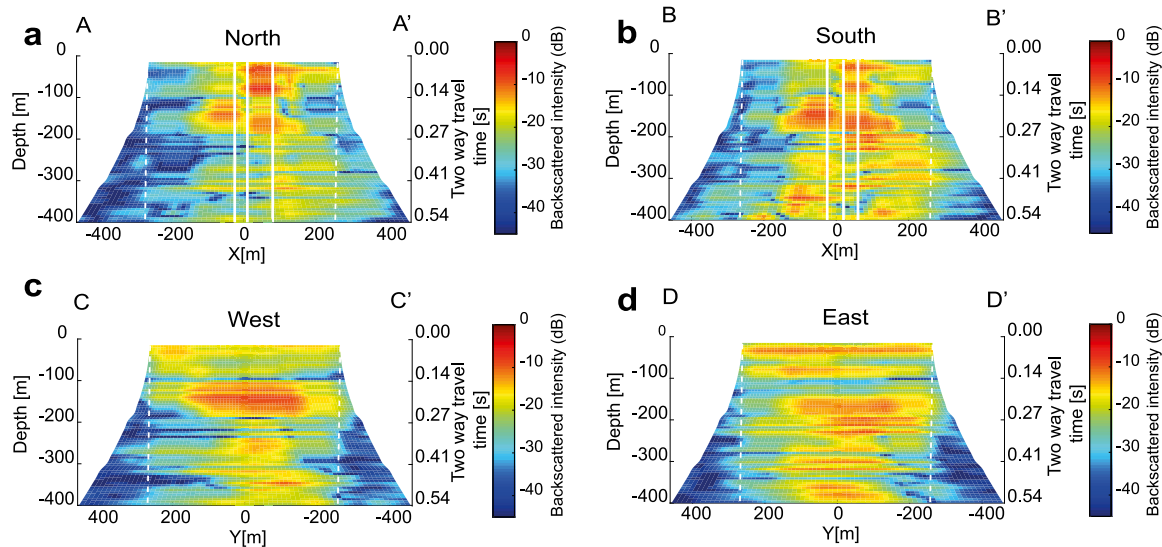 a A North A'
0 0.00 0
-100 0.14 -10
-200 0.27 -20
-300 0.41 -30
-400 0.54 -40
Depth [m]
Two way travel
time [s]
Backscattered intensity (dB)
-400 -200 0 200 400
X[m]
b B South B'
0 0.00 0
-100 0.14 -10
-200 0.27 -20
-300 0.41 -30
-400 0.54 -40
Depth [m]
Two way travel
time [s]
Backscattered intensity (dB)
-400 -200 0 200 400
X[m]
c C West C'
0 0.00 0
-100 0.14 -10
-200 0.27 -20
-300 0.41 -30
-400 0.54 -40
Depth [m]
Two way travel
time [s]
Backscattered intensity (dB)
400 200 0 -200 -400
Y[m]
d D East D'
0 0.00 0
-100 0.14 -10
-200 0.27 -20
-300 0.41 -30
-400 0.54 -40
Depth [m]
Two way travel
time [s]
Backscattered intensity (dB)
400 200 0 -200 -400
Y[m]